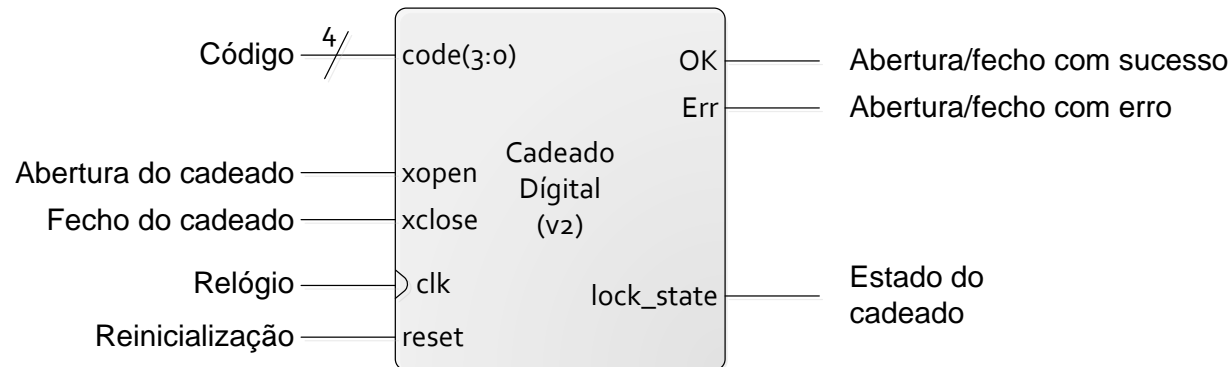 Código
4
code(3:0)
OK
Abertura/fecho com sucesso
Err
Abertura/fecho com erro
Cadeado
Dígital
(v2)
Abertura do cadeado
xopen
Fecho do cadeado
xclose
Relógio
clk
lock_state
Estado do
cadeado
Reinicialização
reset